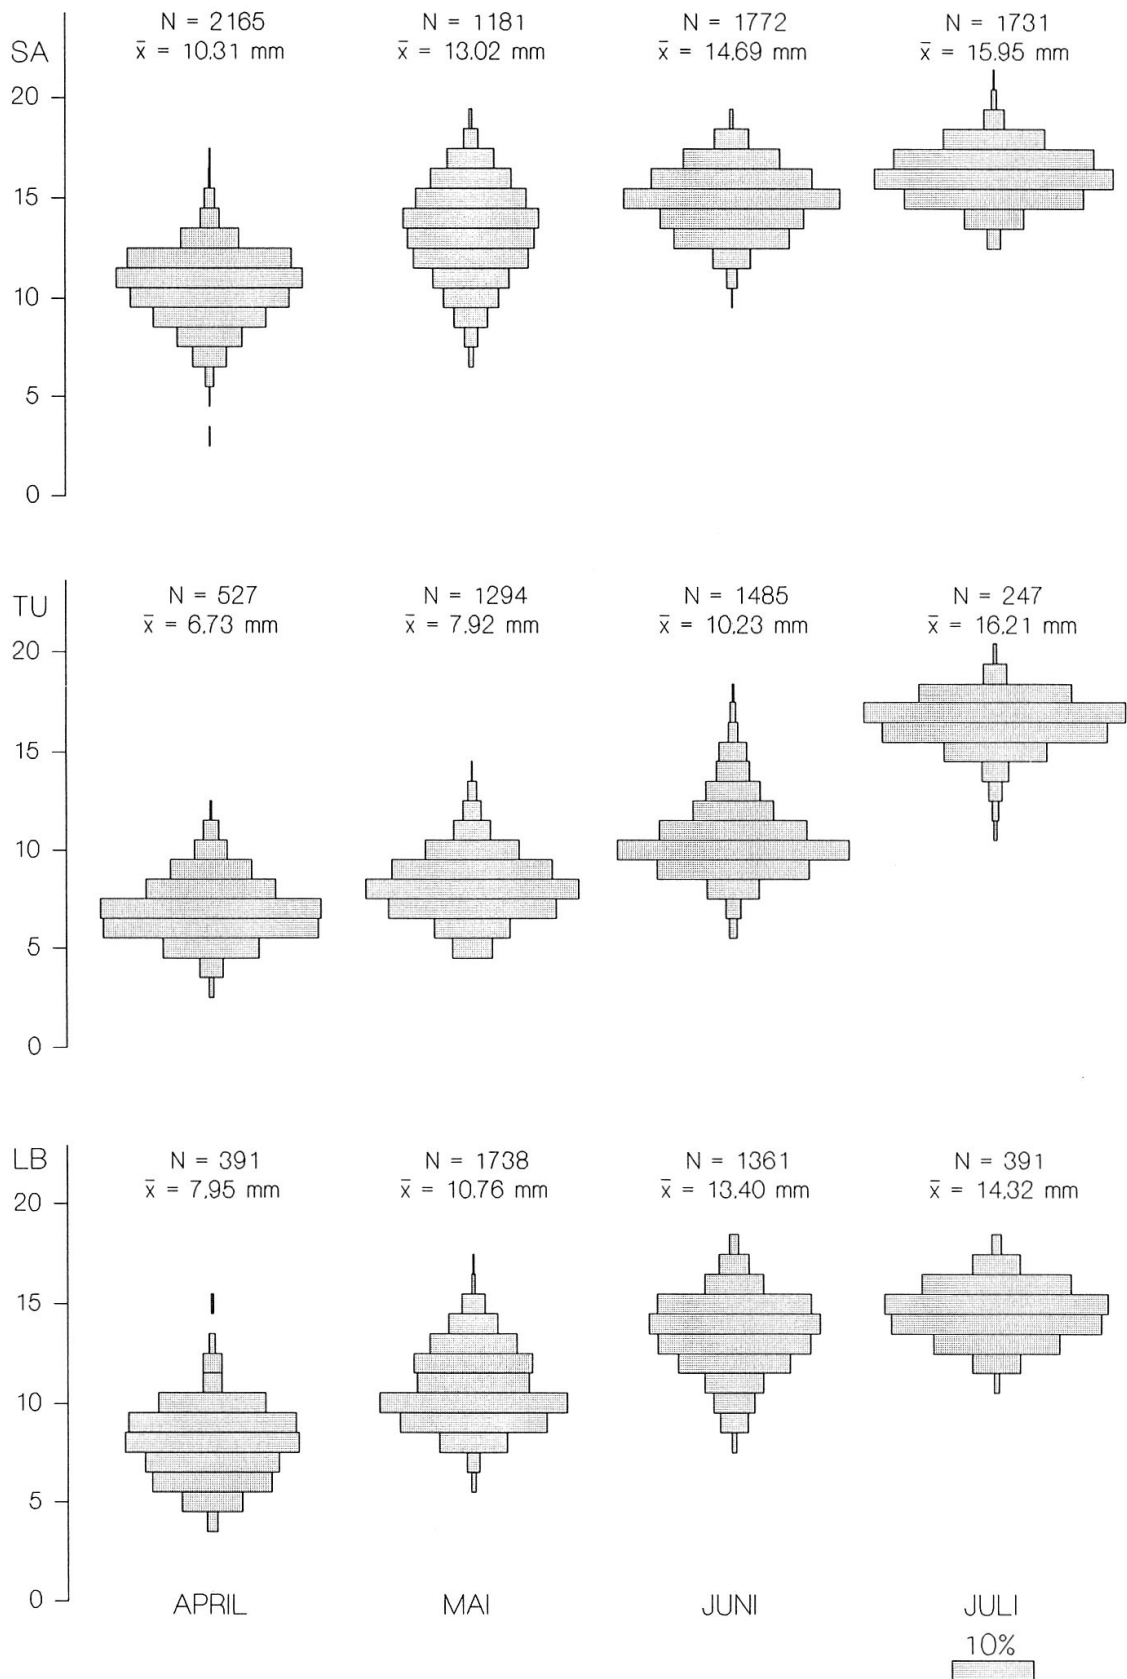 N = 2165 N = 1181 N = 1772 N = 1731
SA x̄ = 10.31 mm x̄ = 13.02 mm x̄ = 14.69 mm x̄ = 15.95 mm
20
15
10
5
0
N = 527 N = 1294 N = 1485 N = 247
TU x̄ = 6.73 mm x̄ = 7.92 mm x̄ = 10.23 mm x̄ = 16.21 mm
20
15
10
5
0
LB N = 391 N = 1738 N = 1361 N = 391
x̄ = 7.95 mm x̄ = 10.76 mm x̄ = 13.40 mm x̄ = 14.32 mm
20
15
10
5
0
APRIL MAI JUNI JULI
10%